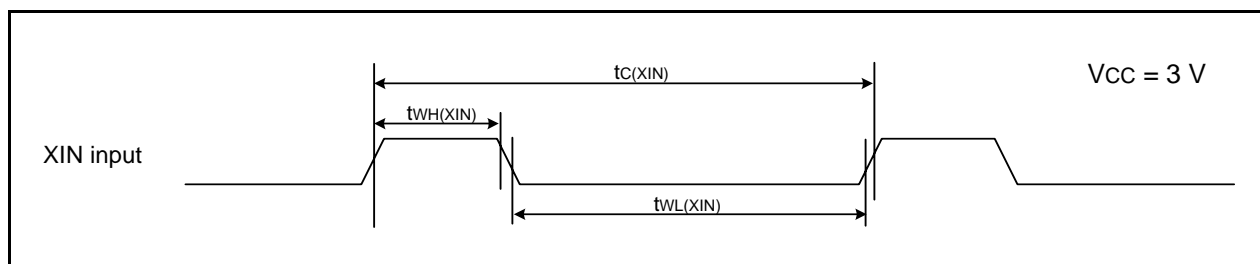 tC(XIN)
VCC = 3 V
tWH(XIN)
XIN input
tWL(XIN)